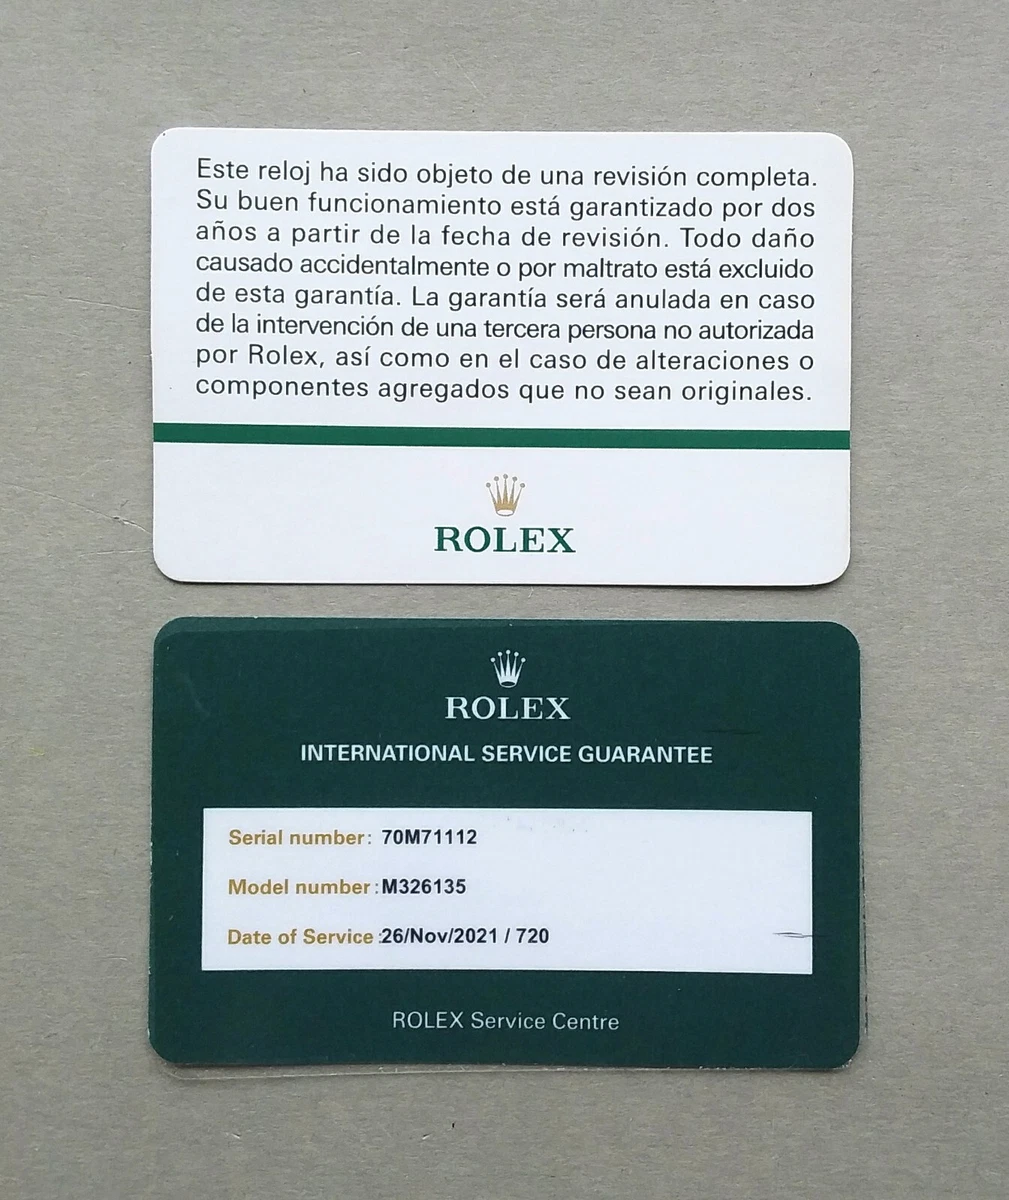 Este reloj ha sido objeto de una revisión completa.
Su buen funcionamiento está garantizado por dos
años a partir de la fecha de revisión. Todo daño
causado accidentalmente o por maltrato está excluido
de esta garantía. La garantía será anulada en caso
de la intervención de una tercera persona no autorizada
por Rolex, así como en el caso de alteraciones o
componentes agregados que no sean originales.
ROLEX
ROLEX
INTERNATIONAL SERVICE GUARANTEE
Serial number: 70M71112
Model number: M326135
Date of Service: 26/Nov/2021 / 720
ROLEX Service Centre